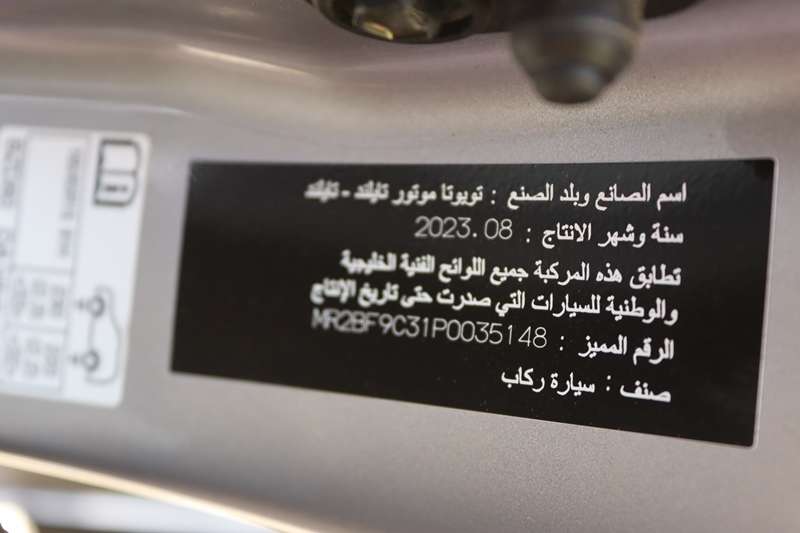 اسم الصانع وبلد الصنع : تويوتا موتور تايلند - تايلند
سنة وشهر الانتاج : 2023.08
تطابق هذه المركبة جميع اللوائح الفنية الخليجية
والوطنية للسيارات التي صدرت حتى تاريخ الإنتاج
الرقم المميز : MR2BF9C31P0035148
صنف : سيارة ركاب